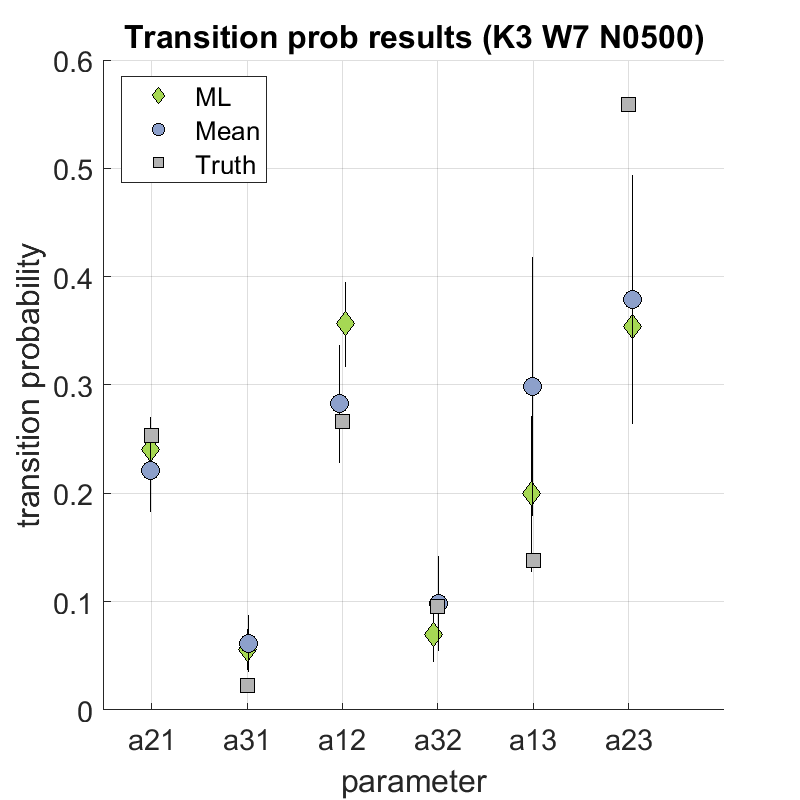 Transition prob results (K3 W7 N0500)
ML
Mean
Truth
0.6
0.5
0.4
0.3
0.2
0.1
0
transition probability
a21 a31 a12 a32 a13 a23
parameter